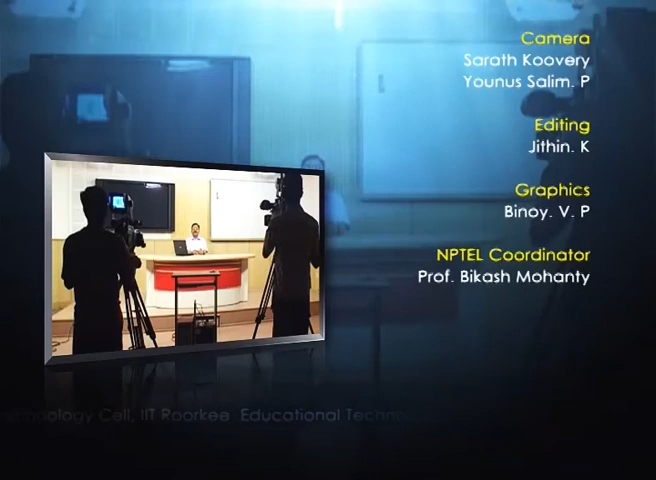 Camera
Sarath Koovery
Younus Salim. P
Editing
Jithin. K
Graphics
Binoy. V. P
NPTEL Coordinator
Prof. Bikash Mohanty
Cell, IIT Roorkee Educational